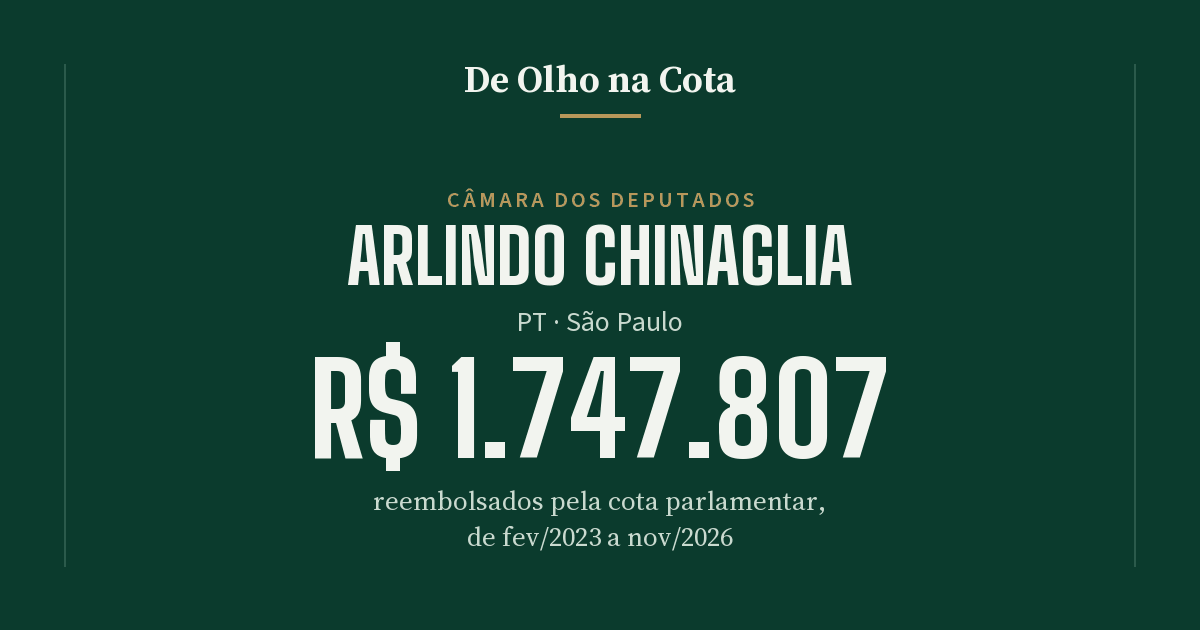 De Olho na Cota
CÂMARA DOS DEPUTADOS
ARLINDO CHINAGLIA
PT · São Paulo
R$ 1.747.807
reembolsados pela cota parlamentar,
de fev/2023 a nov/2026